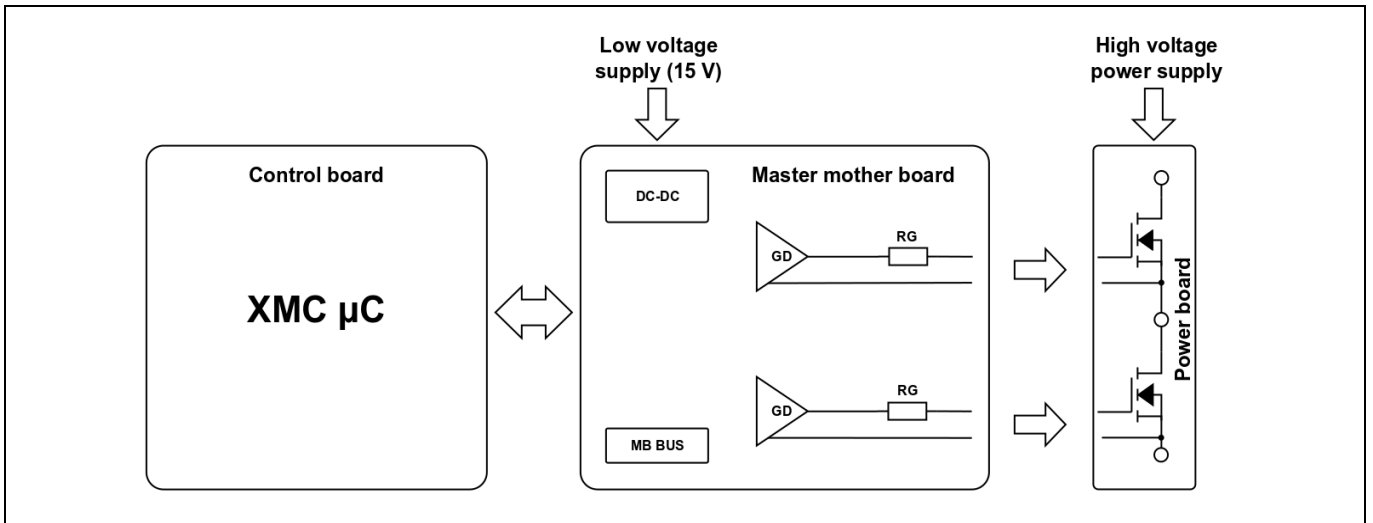 Low voltage
supply (15 V)
High voltage
power supply
Control board
XMC µC
Master mother board
DC-DC
GD
RG
GD
RG
MB BUS
Power board